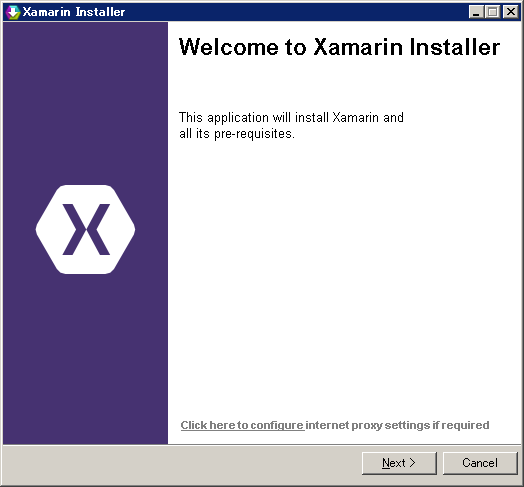 Xamarin Installer
Welcome to Xamarin Installer
This application will install Xamarin and
all its pre-requisites.
X
Click here to configure internet proxy settings if required
Next >
Cancel